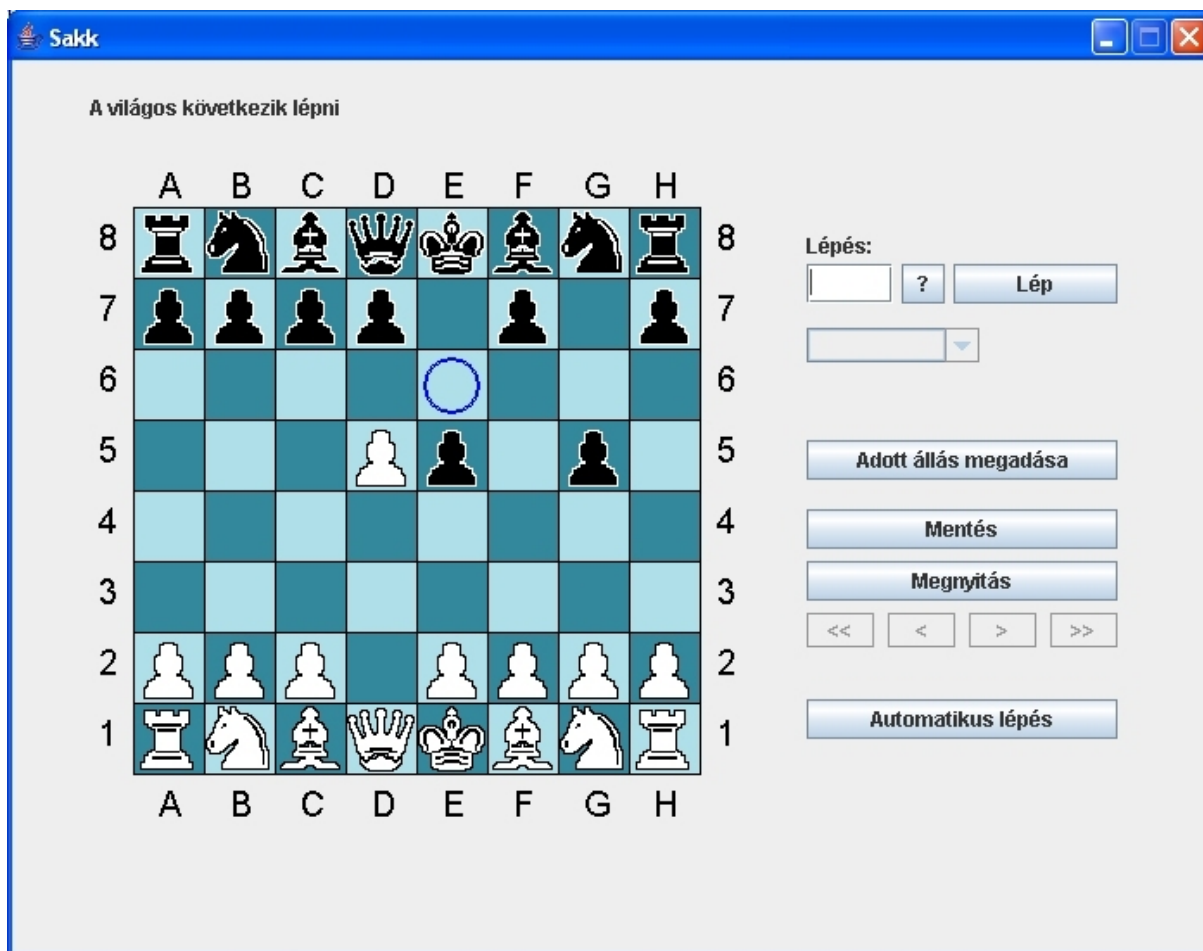 Sakk
A világos következik lépni
A B C D E F G H
8 8
7 7
6 6
5 5
4 4
3 3
2 2
1 1
A B C D E F G H
Lépés:
? Lép
Adott állás megadása
Mentés
Megnyitás
<< < > >>
Automatikus lépés